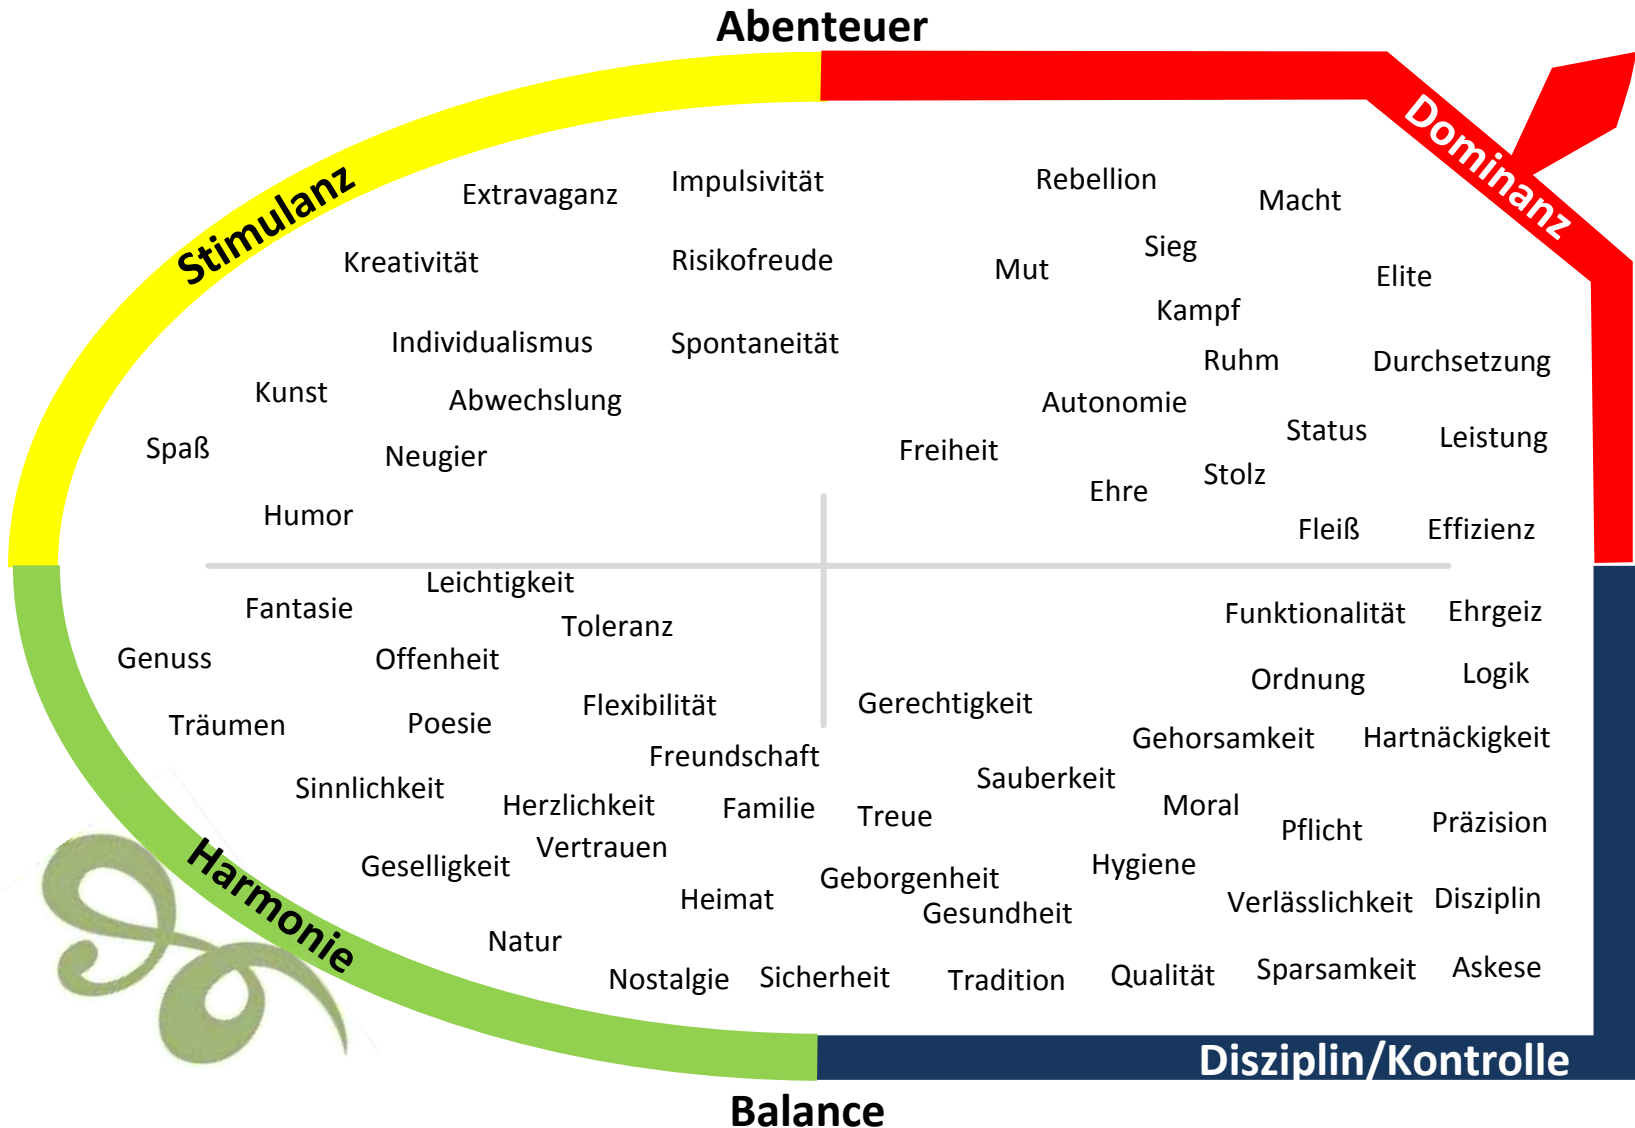 Abenteuer
Stimulanz
Dominanz
Extravaganz
Impulsivität
Rebellion
Macht
Kreativität
Risikofreude
Mut
Sieg
Elite
Kampf
Individualismus
Spontaneität
Ruhm
Durchsetzung
Kunst
Abwechslung
Autonomie
Status
Leistung
Spaß
Neugier
Freiheit
Stolz
Ehre
Humor
Fleiß
Effizienz
Leichtigkeit
Fantasie
Toleranz
Funktionalität
Ehrgeiz
Genuss
Offenheit
Ordnung
Logik
Träumen
Poesie
Flexibilität
Gerechtigkeit
Gehorsamkeit
Hartnäckigkeit
Freundschaft
Sinnlichkeit
Sauberkeit
Herzlichkeit
Familie
Treue
Moral
Pflicht
Präzision
Vertrauen
Geselligkeit
Geborgenheit
Hygiene
Heimat
Gesundheit
Verlässlichkeit
Disziplin
Harmonie
Natur
Nostalgie
Sicherheit
Tradition
Qualität
Sparsamkeit
Askese
Disziplin/Kontrolle
Balance